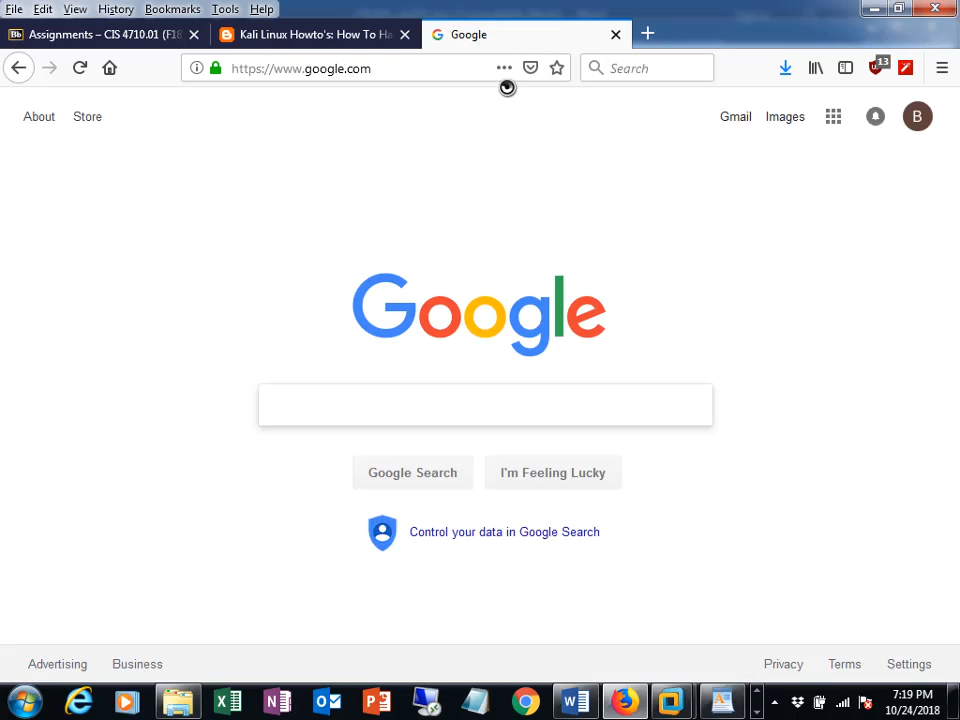 File Edit View History Bookmarks Tools Help
Bb Assignments – CIS 4710.01 (F18 Kali Linux Howto's: How To Ha Google
https://www.google.com Search 13
About Store Gmail Images B
Google
Google Search I'm Feeling Lucky
Control your data in Google Search
Advertising Business Privacy Terms Settings
7:19 PM
10/24/2018